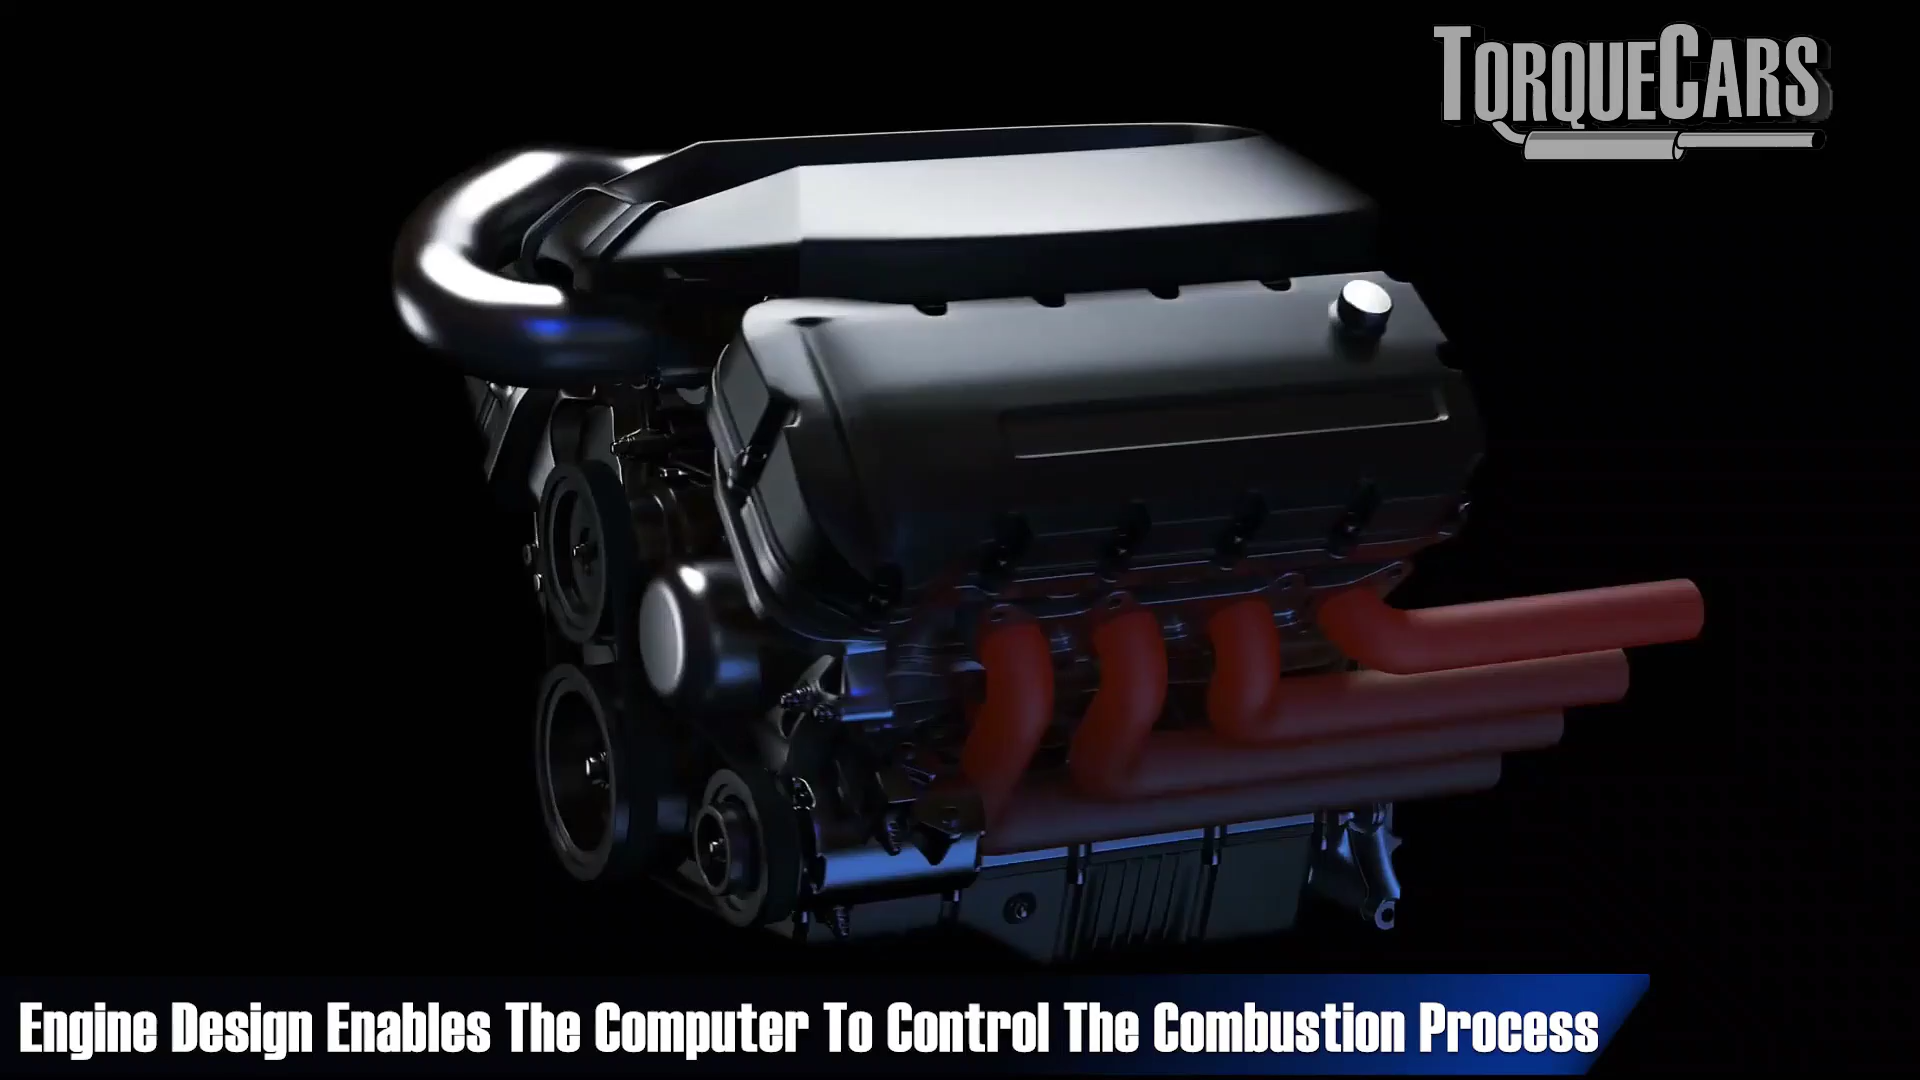 TORQUECARS
Engine Design Enables The Computer To Control The Combustion Process